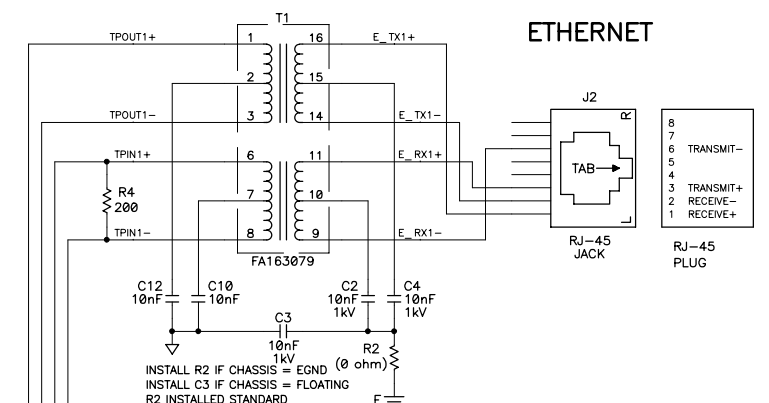 T1
ETHERNET
TPOUT1+ 1 16 E_TX1+
2 15
TPOUT1- 3 14 E_TX1-
TPIN1+ 6 11 E_RX1+
7 10
TPIN1- 8 9 E_RX1-
R4
200
FA163079
J2
R
TAB
L
RJ-45
JACK
8
7
6 TRANSMIT-
5
4
3 TRANSMIT+
2 RECEIVE-
1 RECEIVE+
RJ-45
PLUG
C12
10nF
C10
10nF
C2
10nF
1kV
C4
10nF
1kV
C3
10nF
1kV
R2
(0 ohm)
INSTALL R2 IF CHASSIS = EGND
INSTALL C3 IF CHASSIS = FLOATING
R2 INSTALLED STANDARD
E